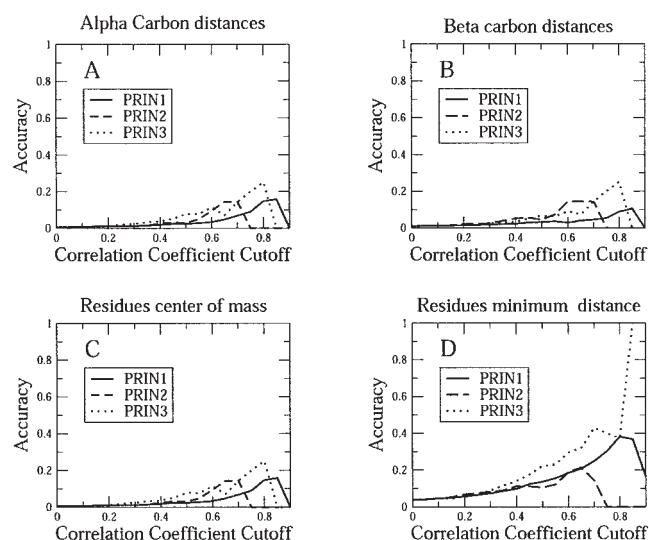 Alpha Carbon distances
A
PRIN1
PRIN2
PRIN3
Accuracy
1
0.8
0.6
0.4
0.2
0
0 0.2 0.4 0.6 0.8
Correlation Coefficient Cutoff
Beta carbon distances
B
PRIN1
PRIN2
PRIN3
Accuracy
1
0.8
0.6
0.4
0.2
0
0 0.2 0.4 0.6 0.8
Correlation Coefficient Cutoff
Residues center of mass
C
PRIN1
PRIN2
PRIN3
Accuracy
1
0.8
0.6
0.4
0.2
0
0 0.2 0.4 0.6 0.8
Correlation Coefficient Cutoff
Residues minimum distance
D
PRIN1
PRIN2
PRIN3
Accuracy
1
0.8
0.6
0.4
0.2
0
0 0.2 0.4 0.6 0.8
Correlation Coefficient Cutoff